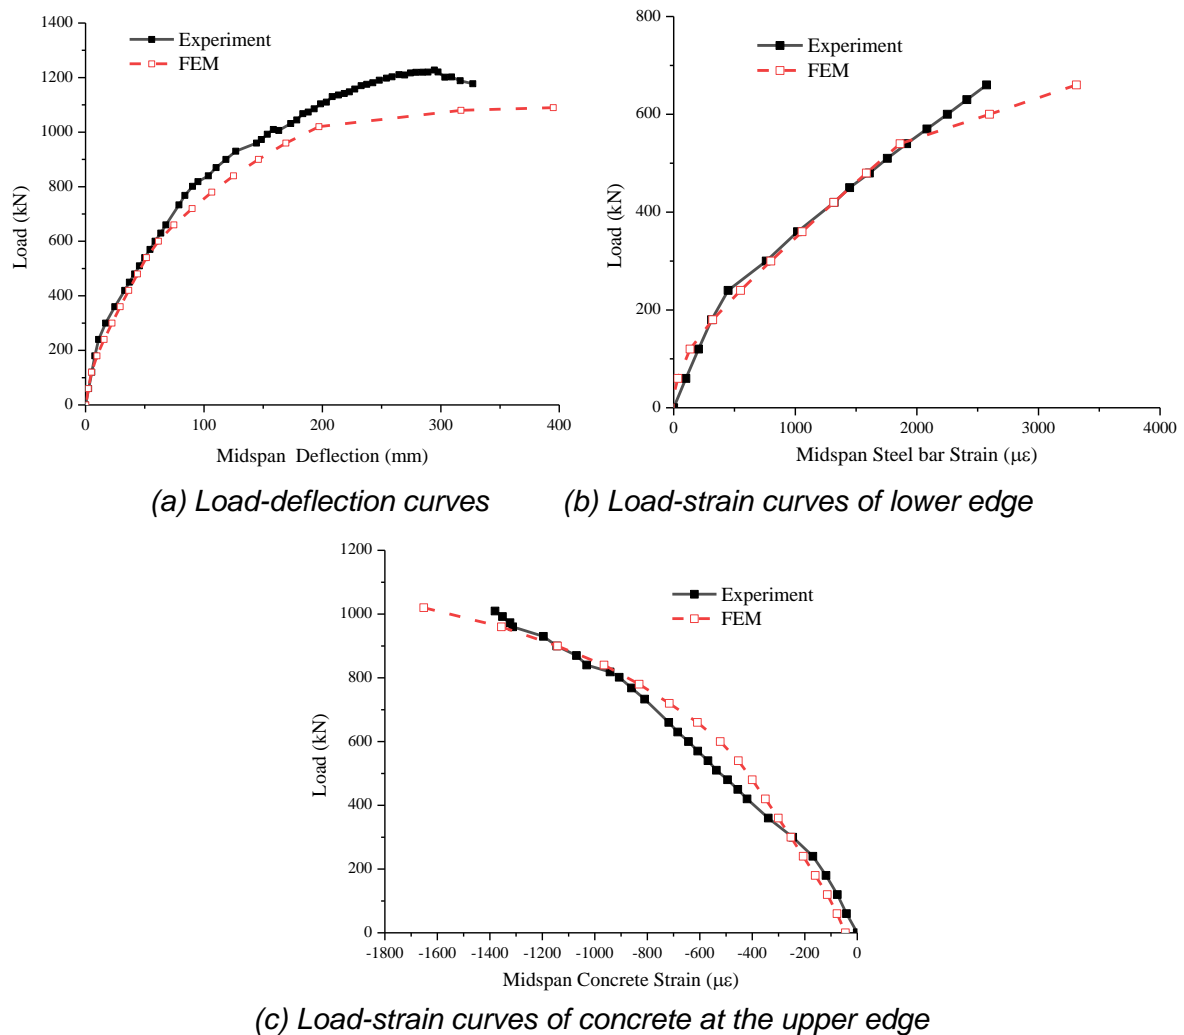 1400
1200
1000
800
600
400
200
0
Load (kN)
Experiment
FEM
0 100 200 300 400
Midspan Deflection (mm)
(a) Load-deflection curves
800
600
400
200
0
Load (kN)
Experiment
FEM
0 1000 2000 3000 4000
Midspan Steel bar Strain (με)
(b) Load-strain curves of lower edge
1200
1000
800
600
400
200
0
Load (kN)
Experiment
FEM
-1800 -1600 -1400 -1200 -1000 -800 -600 -400 -200 0
Midspan Concrete Strain (με)
(c) Load-strain curves of concrete at the upper edge